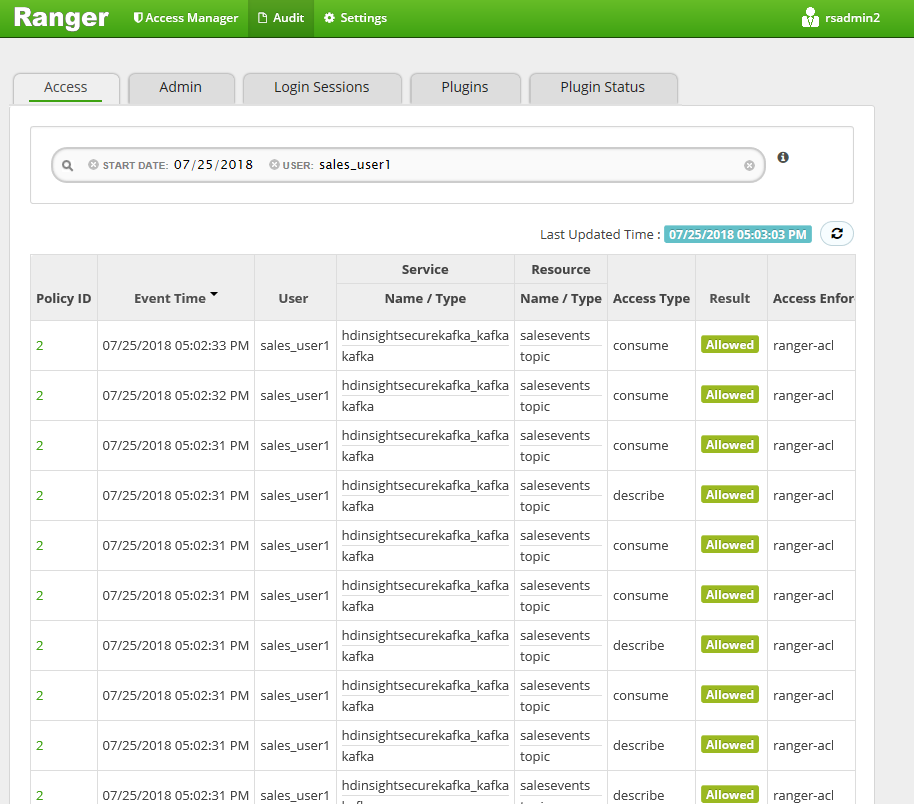 Ranger Access Manager Audit Settings rsadmin2
Access Admin Login Sessions Plugins Plugin Status
START DATE: 07/25/2018 USER: sales_user1
Last Updated Time : 07/25/2018 05:03:03 PM
Service Resource
Policy ID Event Time User Name / Type Name / Type Access Type Result Access Enfor
hdinsightsecurekafka_kafka salesevents
2 07/25/2018 05:02:33 PM sales_user1 consume Allowed ranger-acl
kafka topic
hdinsightsecurekafka_kafka salesevents
2 07/25/2018 05:02:32 PM sales_user1 consume Allowed ranger-acl
kafka topic
hdinsightsecurekafka_kafka salesevents
2 07/25/2018 05:02:31 PM sales_user1 consume Allowed ranger-acl
kafka topic
hdinsightsecurekafka_kafka salesevents
2 07/25/2018 05:02:31 PM sales_user1 describe Allowed ranger-acl
kafka topic
hdinsightsecurekafka_kafka salesevents
2 07/25/2018 05:02:31 PM sales_user1 consume Allowed ranger-acl
kafka topic
hdinsightsecurekafka_kafka salesevents
2 07/25/2018 05:02:31 PM sales_user1 consume Allowed ranger-acl
kafka topic
hdinsightsecurekafka_kafka salesevents
2 07/25/2018 05:02:31 PM sales_user1 describe Allowed ranger-acl
kafka topic
hdinsightsecurekafka_kafka salesevents
2 07/25/2018 05:02:31 PM sales_user1 consume Allowed ranger-acl
kafka topic
hdinsightsecurekafka_kafka salesevents
2 07/25/2018 05:02:31 PM sales_user1 describe Allowed ranger-acl
kafka topic
hdinsightsecurekafka_kafka salesevents
2 07/25/2018 05:02:31 PM sales_user1 describe Allowed ranger-acl